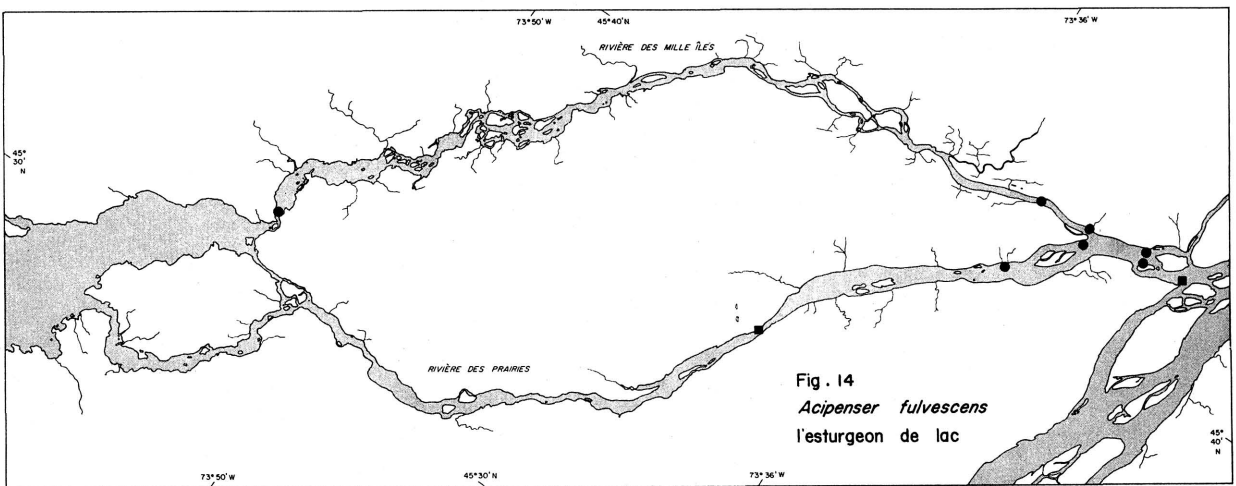 73° 50' W
45° 40' N
73° 36' W
RIVIÈRE DES MILLE ÎLES
45°
30'
N
RIVIÈRE DES PRAIRIES
Fig. 14
Acipenser fulvescens
l'esturgeon de lac
45°
40'
N
73° 50' W
45° 30' N
73° 36' W